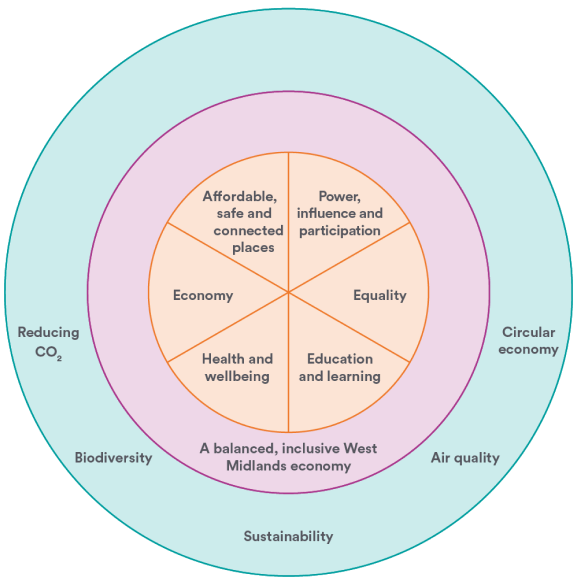 Affordable,
safe and
connected
places
Power,
influence and
participation
Economy
Equality
Health and
wellbeing
Education
and learning
A balanced, inclusive West
Midlands economy
Reducing
CO₂
Circular
economy
Biodiversity
Air quality
Sustainability